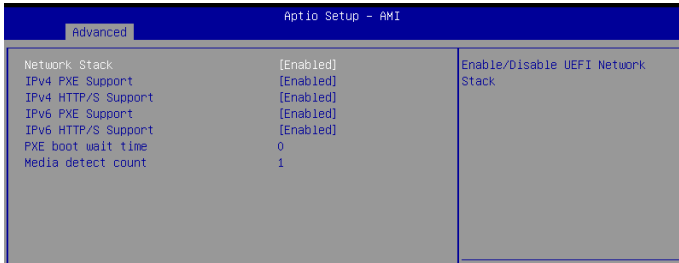 Aptio Setup – AMI
Advanced
Network Stack [Enabled]
IPv4 PXE Support [Enabled]
IPv4 HTTP/S Support [Enabled]
IPv6 PXE Support [Enabled]
IPv6 HTTP/S Support [Enabled]
PXE boot wait time 0
Media detect count 1
Enable/Disable UEFI Network
Stack